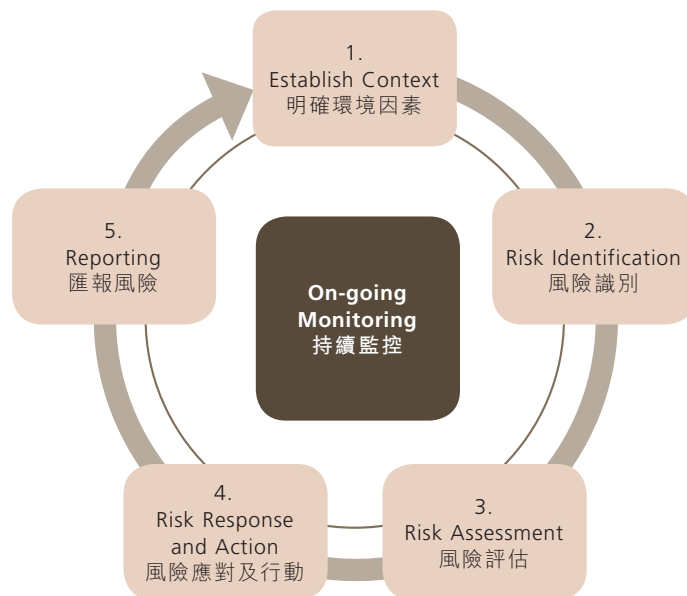 1.
Establish Context
明確環境因素
2.
Risk Identification
風險識別
3.
Risk Assessment
風險評估
4.
Risk Response
and Action
風險應對及行動
5.
Reporting
匯報風險
On-going
Monitoring
持續監控